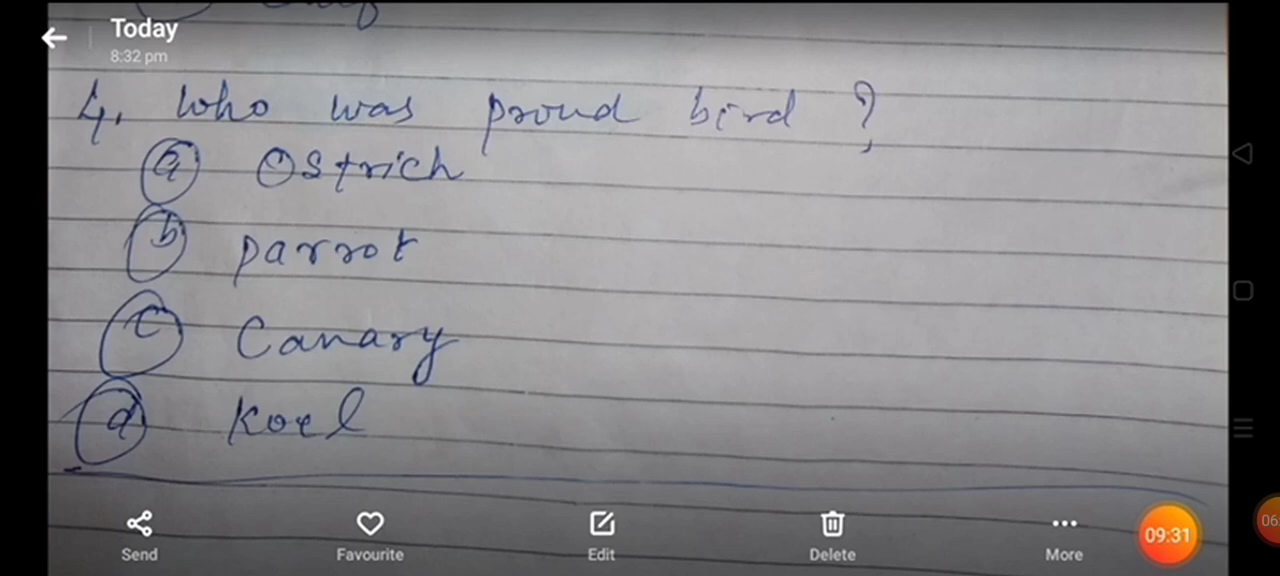 Today
8:32 pm
4. Who was proud bird ?
a Ostrich
b parrot
c Canary
d Koel
Send
Favourite
Edit
Delete
More
09:31